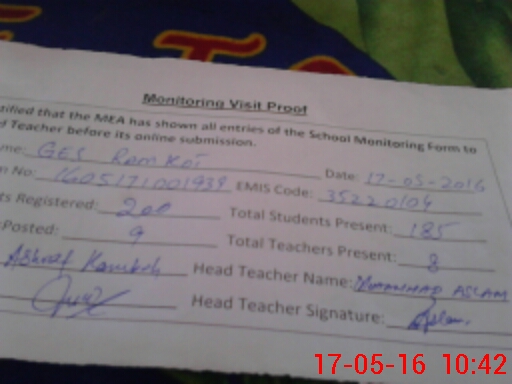 Monitoring Visit Proof
tified that the MEA has shown all entries of the School Monitoring Form to
d Teacher before its online submission.
me: GES Ram Kot Date: 17-05-2016
n No: 1605171001939 EMIS Code: 35220104
ts Registered: 200 Total Students Present: 185
sPosted: 9 Total Teachers Present: 8
Ashraf Head Teacher Name: Muhammad ASLAM
Head Teacher Signature: Aslam
17-05-16 10:42